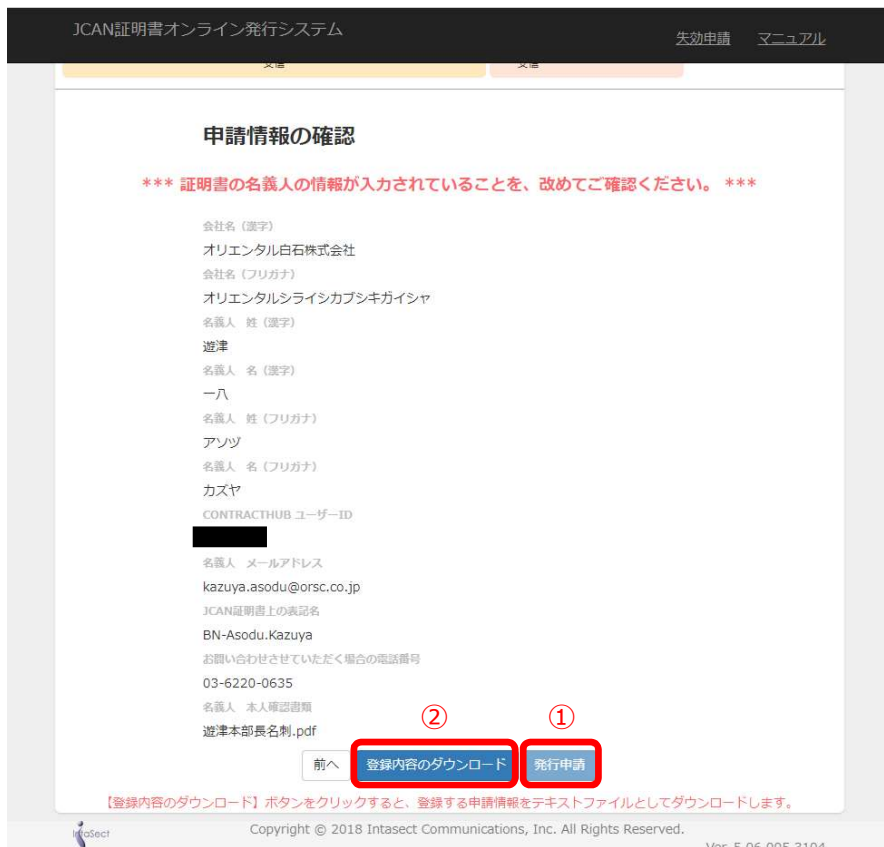 JCAN証明書オンライン発行システム
失効申請 マニュアル
申請情報の確認
*** 証明書の名義人の情報が入力されていることを、改めてご確認ください。 ***
会社名（漢字）
オリエンタル白石株式会社
会社名（フリガナ）
オリエンタルシライシカブシキガイシャ
名義人 姓（漢字）
遊津
名義人 名（漢字）
一八
名義人 姓（フリガナ）
アソヅ
名義人 名（フリガナ）
カズヤ
CONTRACTHUB ユーザーID
名義人 メールアドレス
kazuya.asodu@orsc.co.jp
JCAN証明書上の表記名
BN-Asodu.Kazuya
お問い合わせさせていただく場合の電話番号
03-6220-0635
名義人 本人確認書類
遊津本部長名刺.pdf
② ①
前へ 登録内容のダウンロード 発行申請
【登録内容のダウンロード】ボタンをクリックすると、登録する申請情報をテキストファイルとしてダウンロードします。
IntaSect
Copyright © 2018 Intasect Communications, Inc. All Rights Reserved.